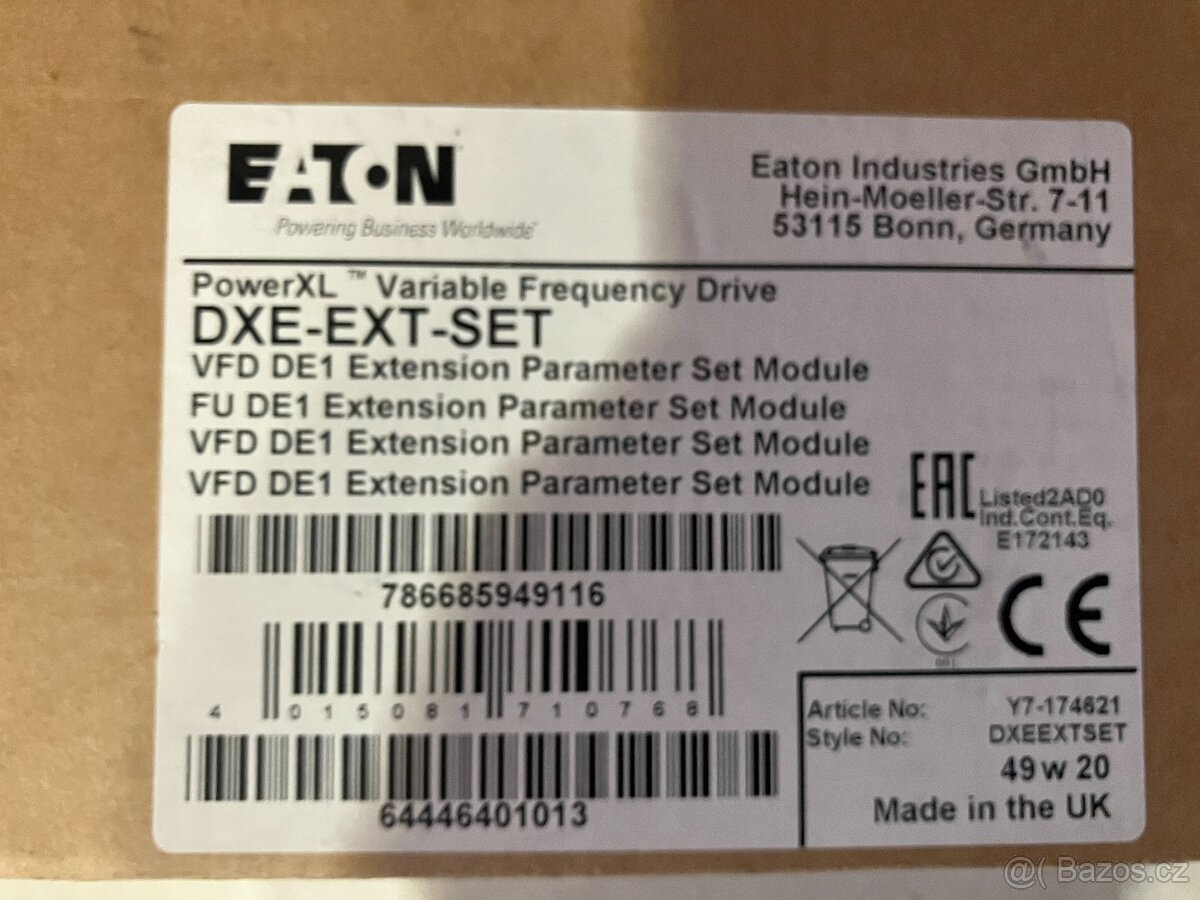 EATON
Powering Business Worldwide
Eaton Industries GmbH
Hein-Moeller-Str. 7-11
53115 Bonn, Germany
PowerXL™ Variable Frequency Drive
DXE-EXT-SET
VFD DE1 Extension Parameter Set Module
FU DE1 Extension Parameter Set Module
VFD DE1 Extension Parameter Set Module
VFD DE1 Extension Parameter Set Module
EAC
Listed2AD0
Ind.Cont.Eq.
E172143
786685949116
4 015081 710768
64446401013
CE
Article No: Y7-174621
Style No: DXEEXTSET
49 w 20
Made in the UK
@( Bazos.cz